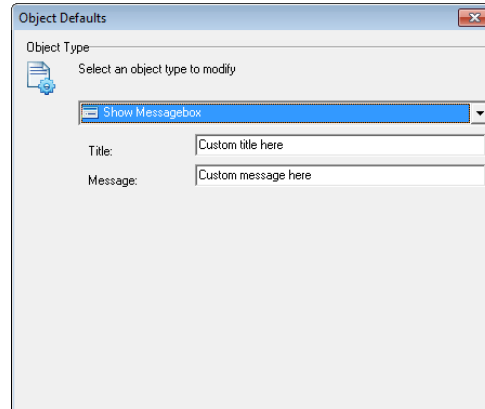 Object Defaults
Object Type
Select an object type to modify
Show Messagebox
Title: Custom title here
Message: Custom message here